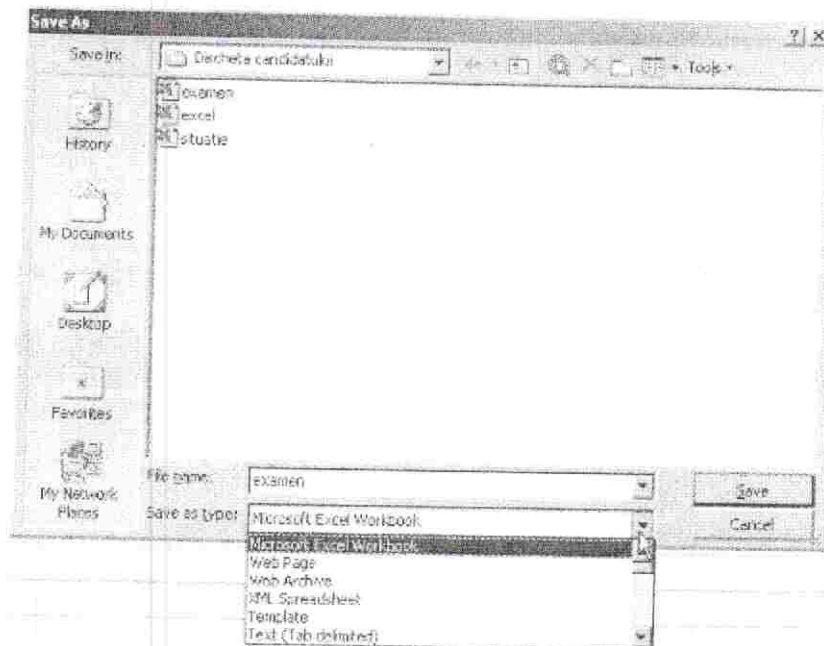 Save As
Save in:
Dischete candidatului
Tools
examen
excel
situatie
History
My Documents
Desktop
Favorites
My Network Places
File name:
examen
Save
Save as type:
Microsoft Excel Workbook
Cancel
Microsoft Excel Workbook
Web Page
Web Archive
XML Spreadsheet
Template
Text (Tab delimited)